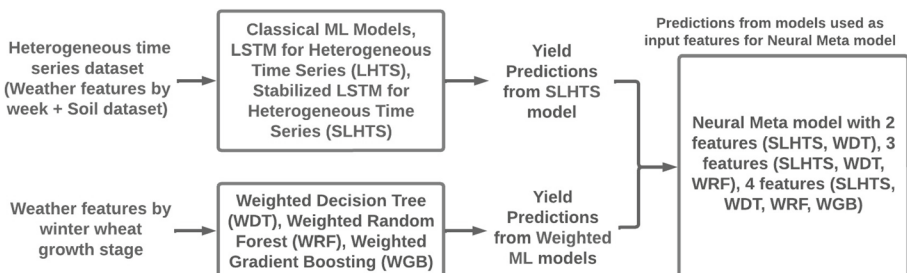 Heterogeneous time
series dataset
(Weather features by
week + Soil dataset)
Classical ML Models,
LSTM for Heterogeneous
Time Series (LHTS),
Stabilized LSTM for
Heterogeneous Time
Series (SLHTS)
Yield
Predictions
from SLHTS
model
Predictions from models used as
input features for Neural Meta model
Neural Meta model with 2
features (SLHTS, WDT), 3
features (SLHTS, WDT,
WRF), 4 features (SLHTS,
WDT, WRF, WGB)
Weather features by
winter wheat
growth stage
Weighted Decision Tree
(WDT), Weighted Random
Forest (WRF), Weighted
Gradient Boosting (WGB)
Yield
Predictions
from Weighted
ML models